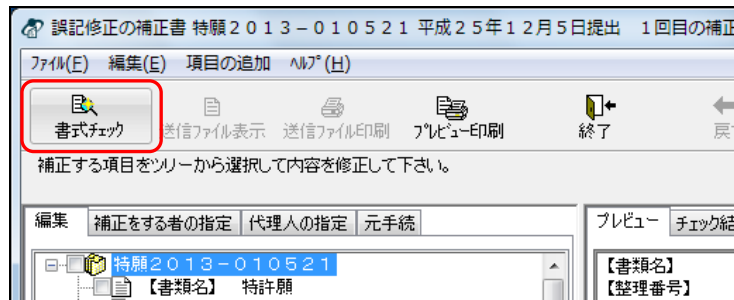 誤記修正の補正書 特願２０１３－０１０５２１ 平成２５年１２月５日提出　１回目の補正
ﾌｧｲﾙ(F)　編集(E)　項目の追加　ﾍﾙﾌﾟ(H)
書式ﾁｪｯｸ　送信ﾌｧｲﾙ表示　送信ﾌｧｲﾙ印刷　ﾌﾟﾚﾋﾞｭｰ印刷　終了　戻
補正する項目をツリーから選択して内容を修正して下さい。
編集　補正をする者の指定　代理人の指定　元手続　プレビュー　チェック結
特願２０１３－０１０５２１　【書類名】
【書類名】　特許願　【整理番号】